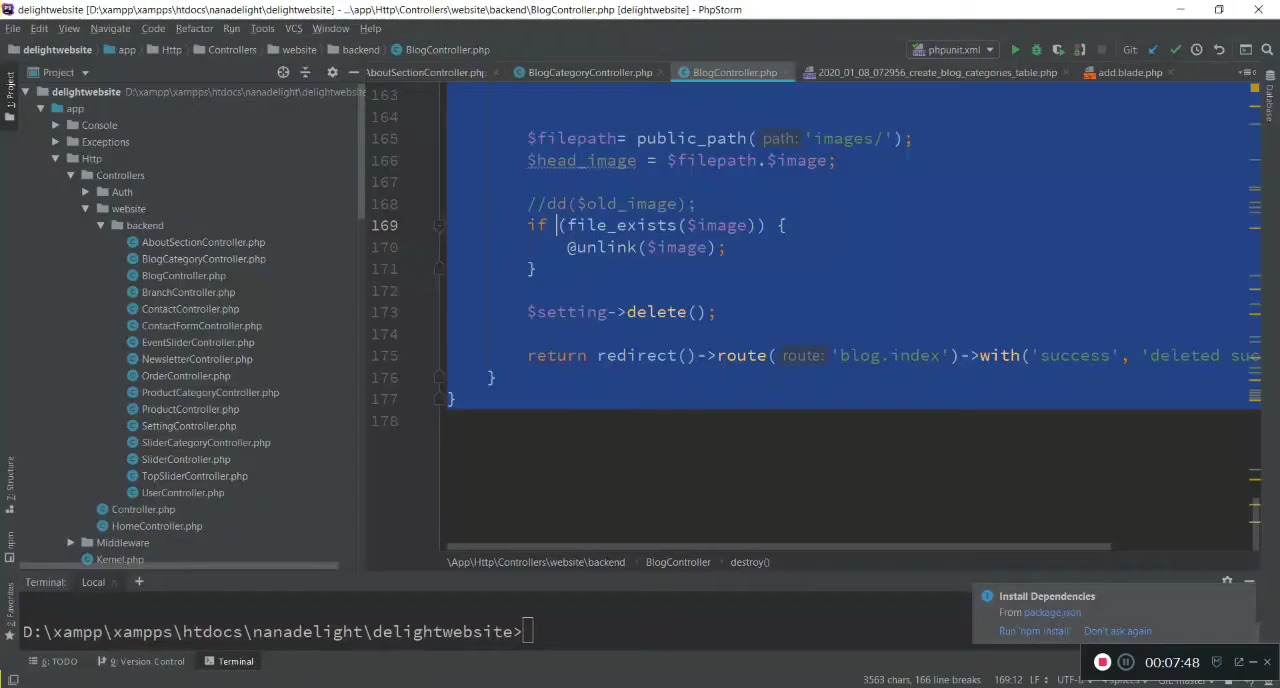 delightwebsite [D:\xampp\xampps\htdocs\nanadelight\delightwebsite] - ...\app\Http\Controllers\website\backend\BlogController.php [delightwebsite] - PhpStorm
File Edit View Navigate Code Refactor Run Tools VCS Window Help
delightwebsite app Http Controllers website backend BlogController.php phpunit.xml Git:
Project AboutSectionController.php BlogCategoryController.php BlogController.php 2020_01_08_072956_create_blog_categories_table.php add.blade.php
1: Project
Database
delightwebsite D:\xampp\xampps\htdocs\nanadelight\delightwebsite
app
Console
Exceptions
Http
Controllers
Auth
website
backend
AboutSectionController.php
BlogCategoryController.php
BlogController.php
BranchController.php
ContactController.php
ContactFormController.php
EventSliderController.php
NewsletterController.php
OrderController.php
ProductCategoryController.php
ProductController.php
SettingController.php
SliderCategoryController.php
SliderController.php
TopSliderController.php
UserController.php
Controller.php
HomeController.php
Middleware
Kernel.php
163
164
165 $filepath= public_path( path: 'images/');
166 $head_image = $filepath.$image;
167
168 //dd($old_image);
169 if (file_exists($image)) {
170 @unlink($image);
171 }
172
173 $setting->delete();
174
175 return redirect()->route( route: 'blog.index')->with('success', 'deleted suc
176 }
177 }
178
\App\Http\Controllers\website\backend BlogController destroy()
7: Structure
npm
2: Favorites
Terminal: Local +
D:\xampp\xampps\htdocs\nanadelight\delightwebsite>
Install Dependencies
From package.json
Run 'npm install' Don't ask again
6: TODO 9: Version Control Terminal
00:07:48
3563 chars, 166 line breaks 169:12 LF UTF-8 4 spaces Git: master